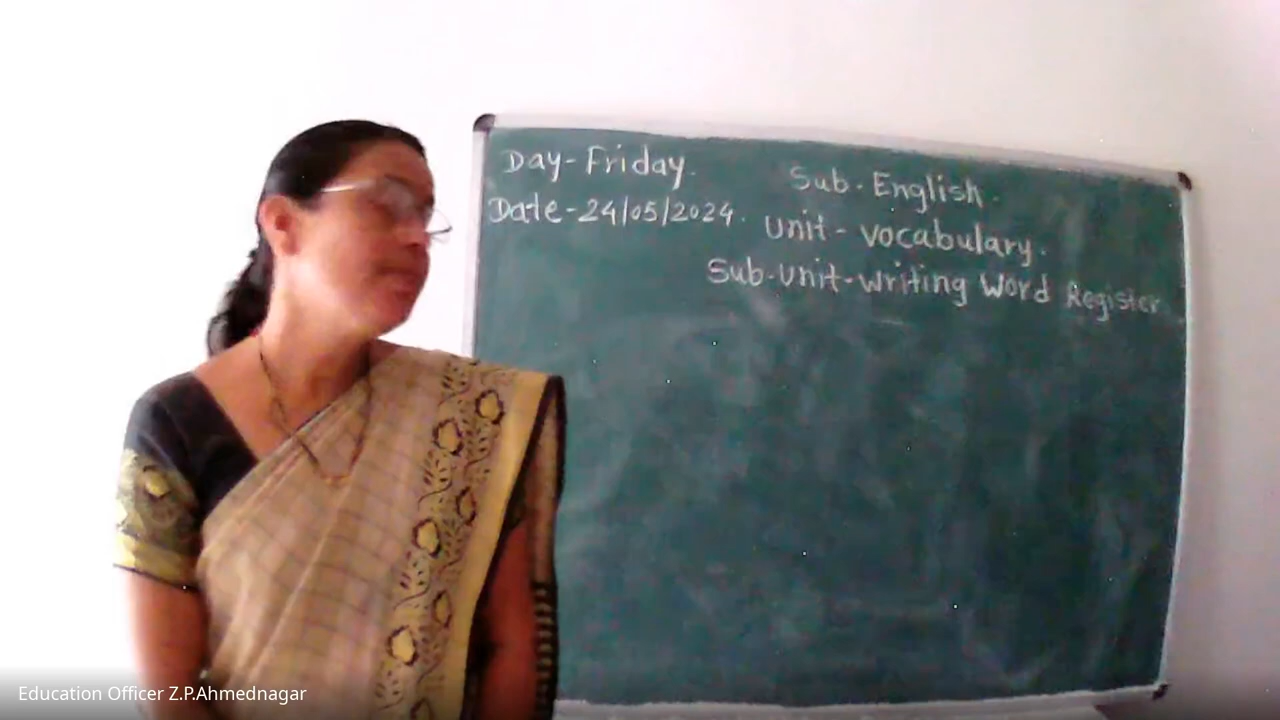 Day-Friday.
Date-24/05/2024.
Sub-English.
Unit- vocabulary.
Sub-Unit-writing Word Register.
Education Officer Z.P.Ahmednagar